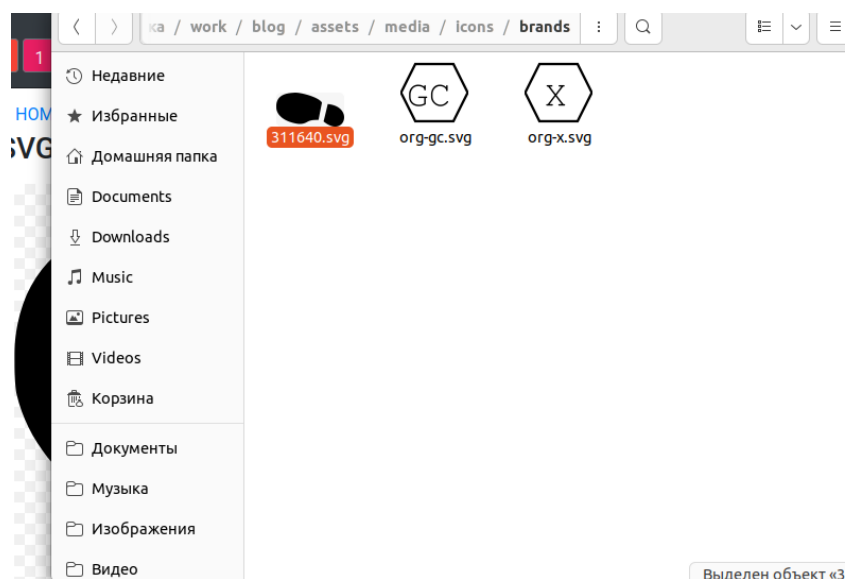 ка / work / blog / assets / media / icons / brands
1
HOM
SVG
Недавние
Избранные
Домашняя папка
Documents
Downloads
Music
Pictures
Videos
Корзина
Документы
Музыка
Изображения
Видео
GC
X
311640.svg
org-gc.svg
org-x.svg
Выделен объект «3